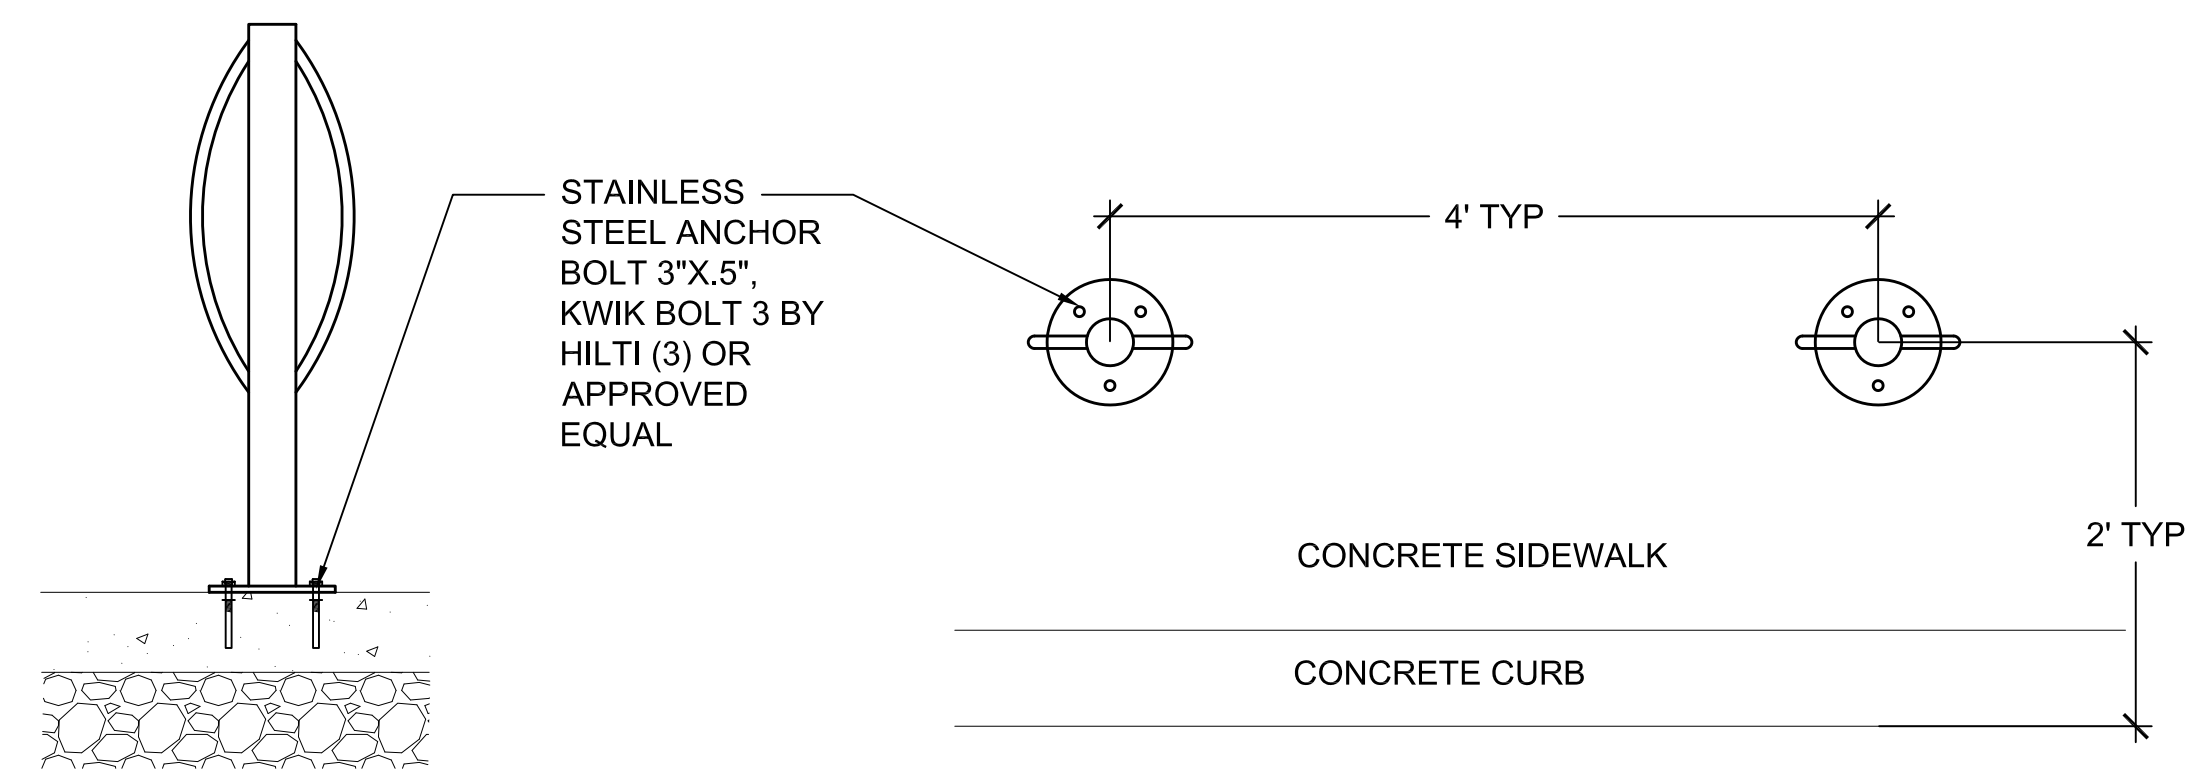 STAINLESS
STEEL ANCHOR
BOLT 3"X.5",
KWIK BOLT 3 BY
HILTI (3) OR
APPROVED
EQUAL
4' TYP
2' TYP
CONCRETE SIDEWALK
CONCRETE CURB